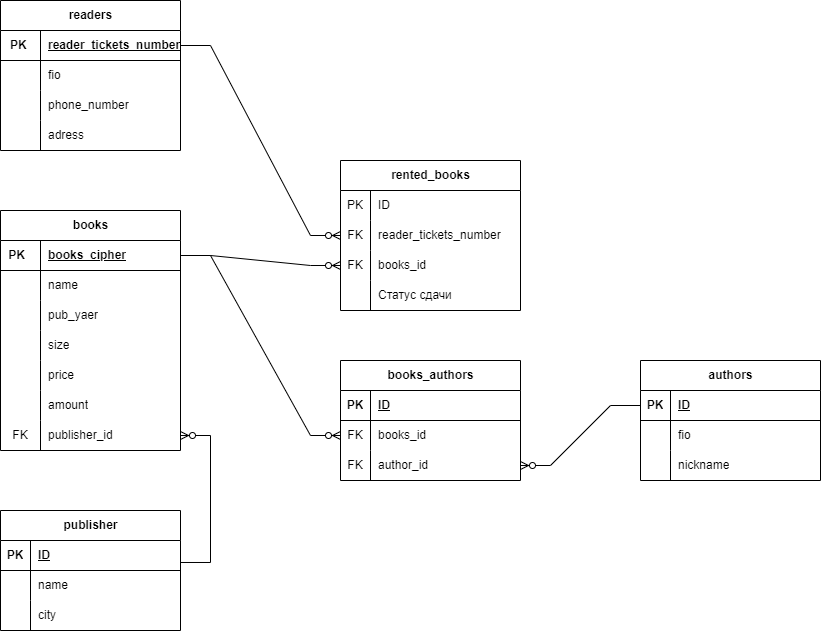 readers
PK reader_tickets_number
fio
phone_number
adress
books
PK books_cipher
name
pub_yaer
size
price
amount
FK publisher_id
publisher
PK ID
name
city
rented_books
PK ID
FK reader_tickets_number
FK books_id
Статус сдачи
books_authors
PK ID
FK books_id
FK author_id
authors
PK ID
fio
nickname